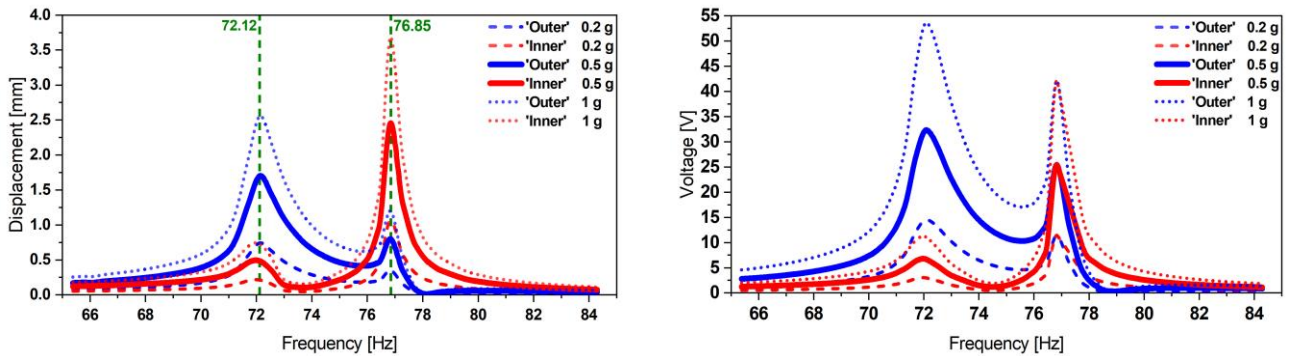 4.0
3.5
3.0
2.5
2.0
1.5
1.0
0.5
0.0
Displacement [mm]
72.12
76.85
'Outer' 0.2 g
'Inner' 0.2 g
'Outer' 0.5 g
'Inner' 0.5 g
'Outer' 1 g
'Inner' 1 g
66 68 70 72 74 76 78 80 82 84
Frequency [Hz]
55
50
45
40
35
30
25
20
15
10
5
0
Voltage [V]
'Outer' 0.2 g
'Inner' 0.2 g
'Outer' 0.5 g
'Inner' 0.5 g
'Outer' 1 g
'Inner' 1 g
66 68 70 72 74 76 78 80 82 84
Frequency [Hz]